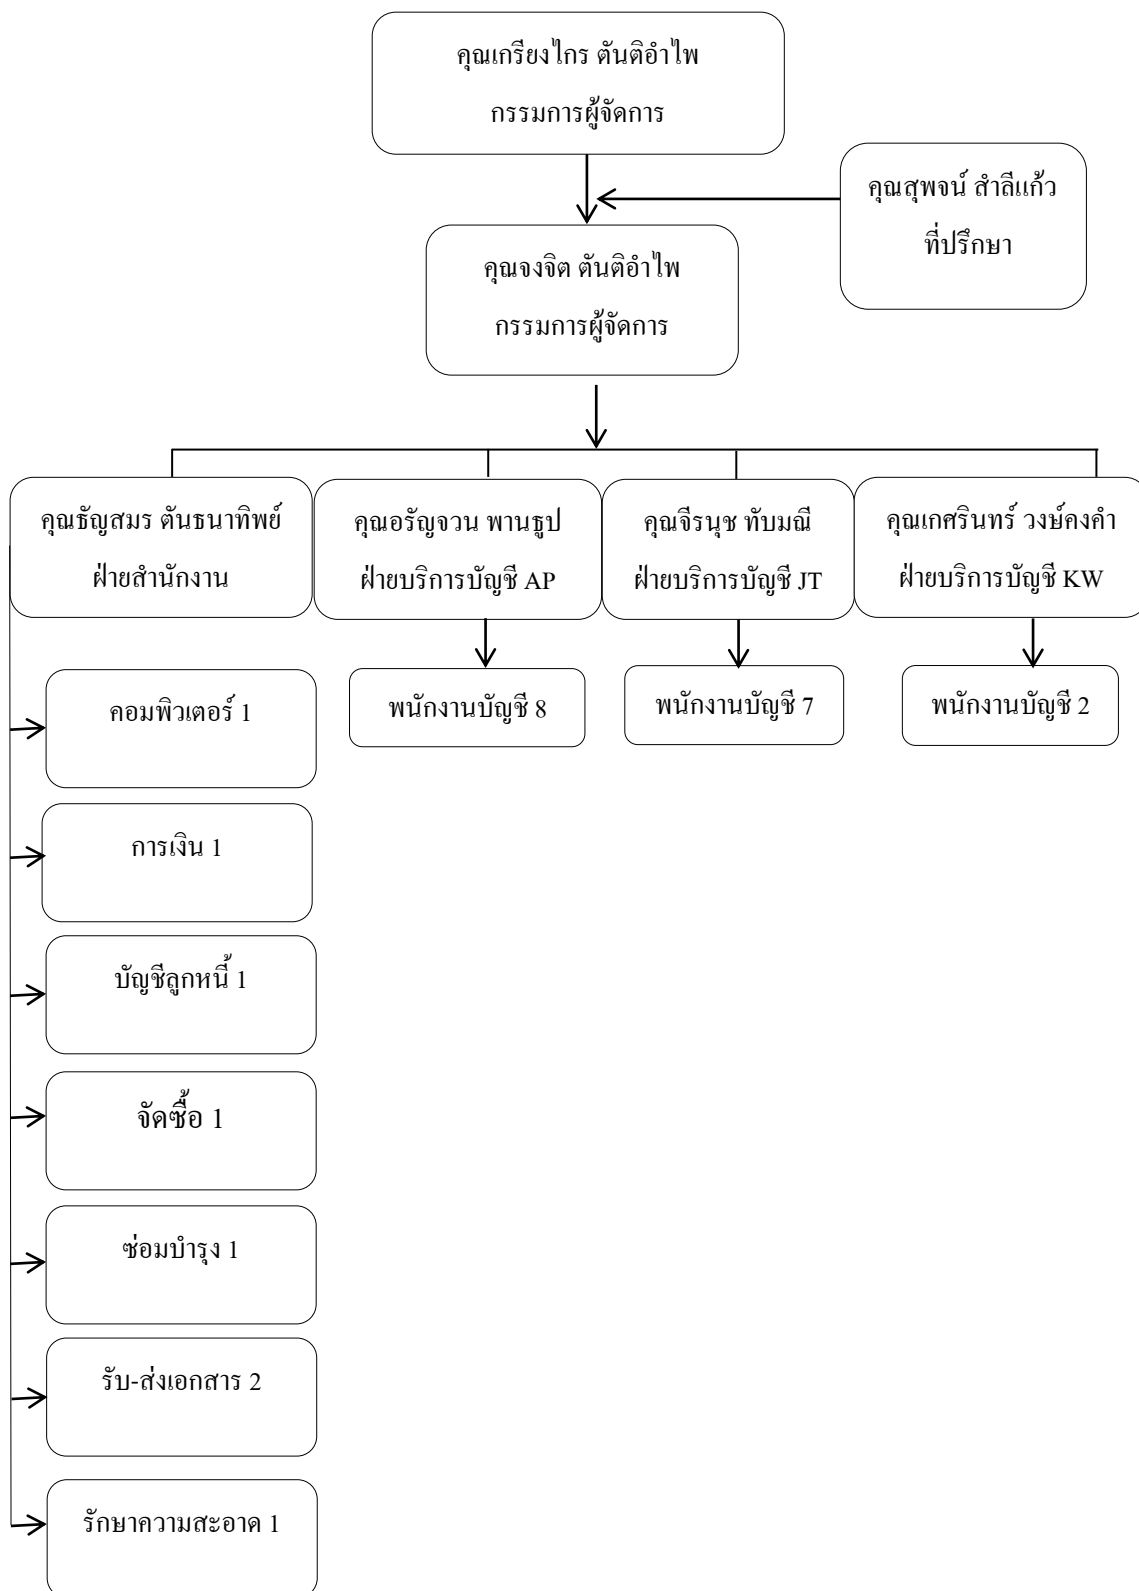 คุณเกรียงไกร ตันติอำไพ
กรรมการผู้จัดการ
คุณสุพจน์ สำลีแก้ว
ที่ปรึกษา
คุณจงจิต ตันติอำไพ
กรรมการผู้จัดการ
คุณธัญสมร ตันธนาทิพย์
ฝ่ายสำนักงาน
คุณอรัญจวน พานธูป
ฝ่ายบริการบัญชี AP
คุณจีรนุช ทับมณี
ฝ่ายบริการบัญชี JT
คุณเกศรินทร์ วงษ์คงคำ
ฝ่ายบริการบัญชี KW
พนักงานบัญชี 8
พนักงานบัญชี 7
พนักงานบัญชี 2
คอมพิวเตอร์ 1
การเงิน 1
บัญชีลูกหนี้ 1
จัดซื้อ 1
ซ่อมบำรุง 1
รับ-ส่งเอกสาร 2
รักษาความสะอาด 1